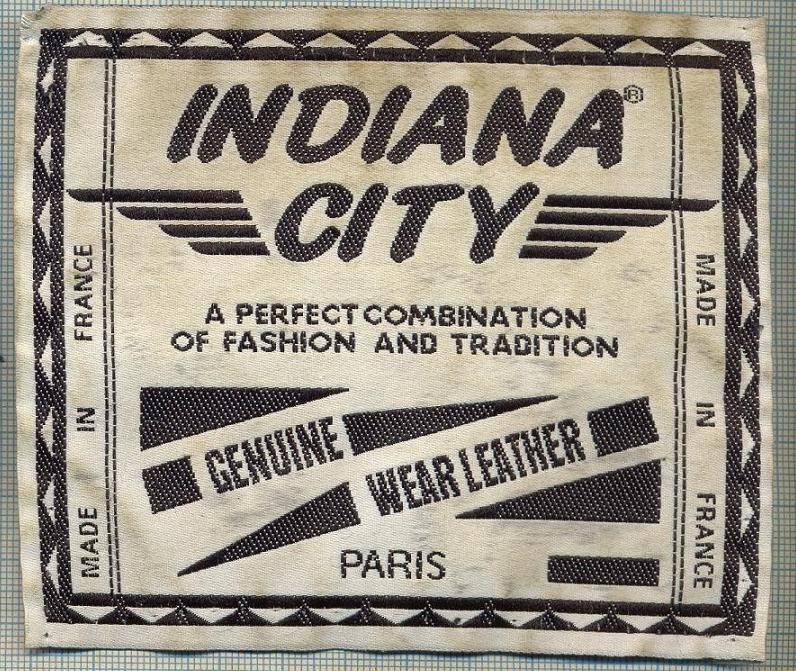 INDIANA®
CITY
A PERFECT COMBINATION
OF FASHION AND TRADITION
GENUINE
WEAR LEATHER
PARIS
MADE IN FRANCE
MADE IN FRANCE